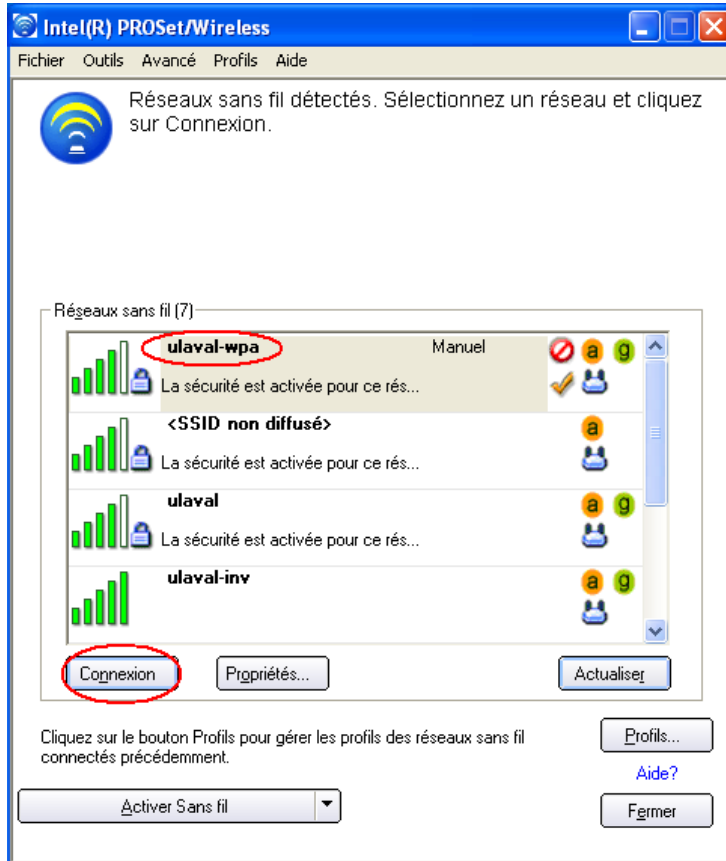 Intel(R) PROSet/Wireless
Fichier Outils Avancé Profils Aide
Réseaux sans fil détectés. Sélectionnez un réseau et cliquez
sur Connexion.
Réseaux sans fil (7)
ulaval-wpa Manuel a g
La sécurité est activée pour ce rés...
<SSID non diffusé> a
La sécurité est activée pour ce rés...
ulaval a g
La sécurité est activée pour ce rés...
ulaval-inv a g
Connexion Propriétés... Actualiser
Cliquez sur le bouton Profils pour gérer les profils des réseaux sans fil
connectés précédemment.
Profils...
Aide?
Activer Sans fil
Fermer